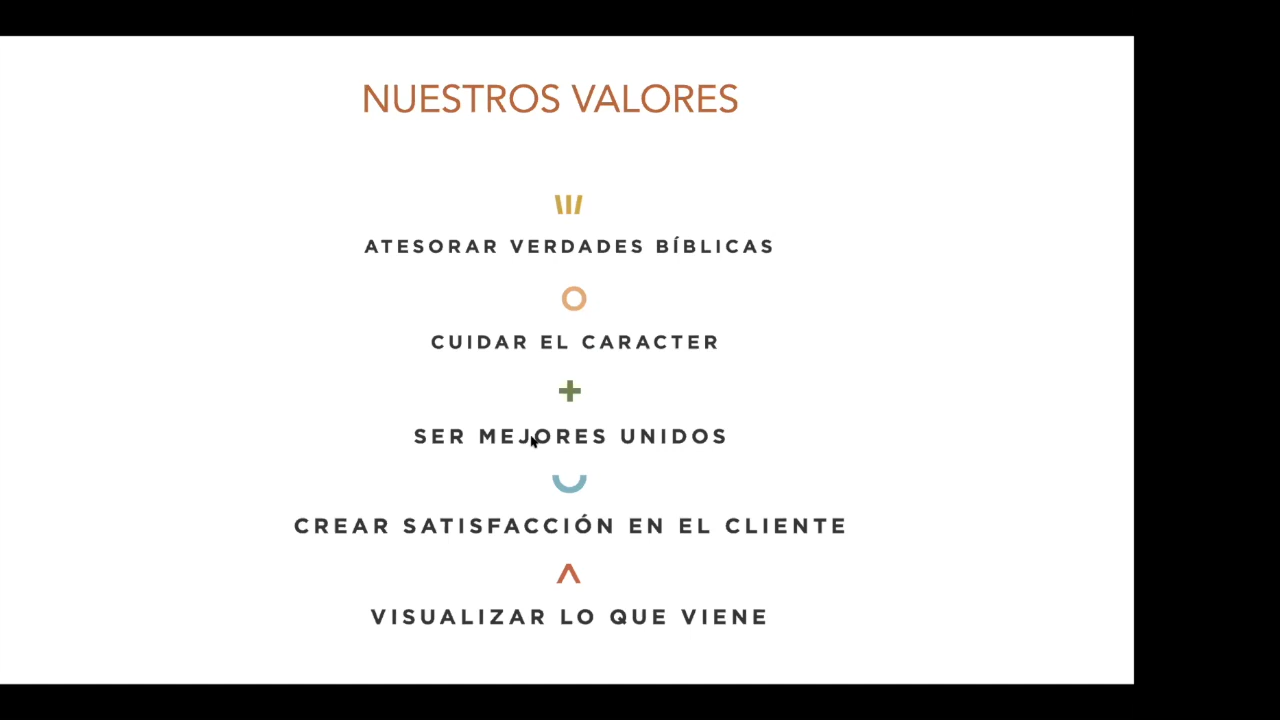 NUESTROS VALORES
ATESORAR VERDADES BÍBLICAS
CUIDAR EL CARACTER
SER MEJORES UNIDOS
CREAR SATISFACCIÓN EN EL CLIENTE
VISUALIZAR LO QUE VIENE